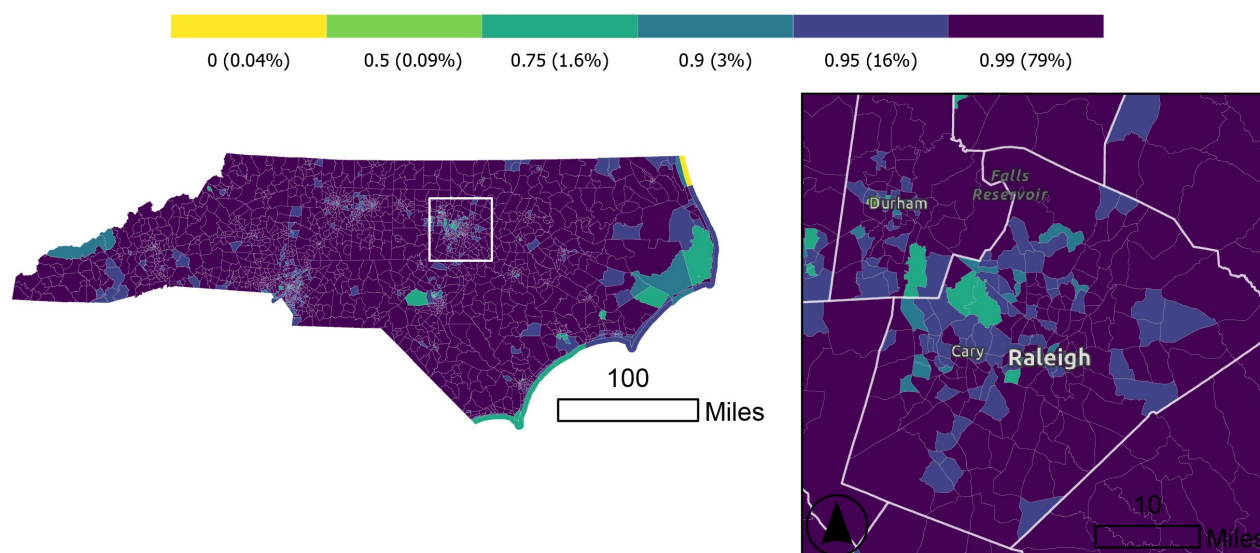 0 (0.04%) 0.5 (0.09%) 0.75 (1.6%) 0.9 (3%) 0.95 (16%) 0.99 (79%)
Falls
Reservoir
Durham
Cary
Raleigh
100
Miles
10
Miles